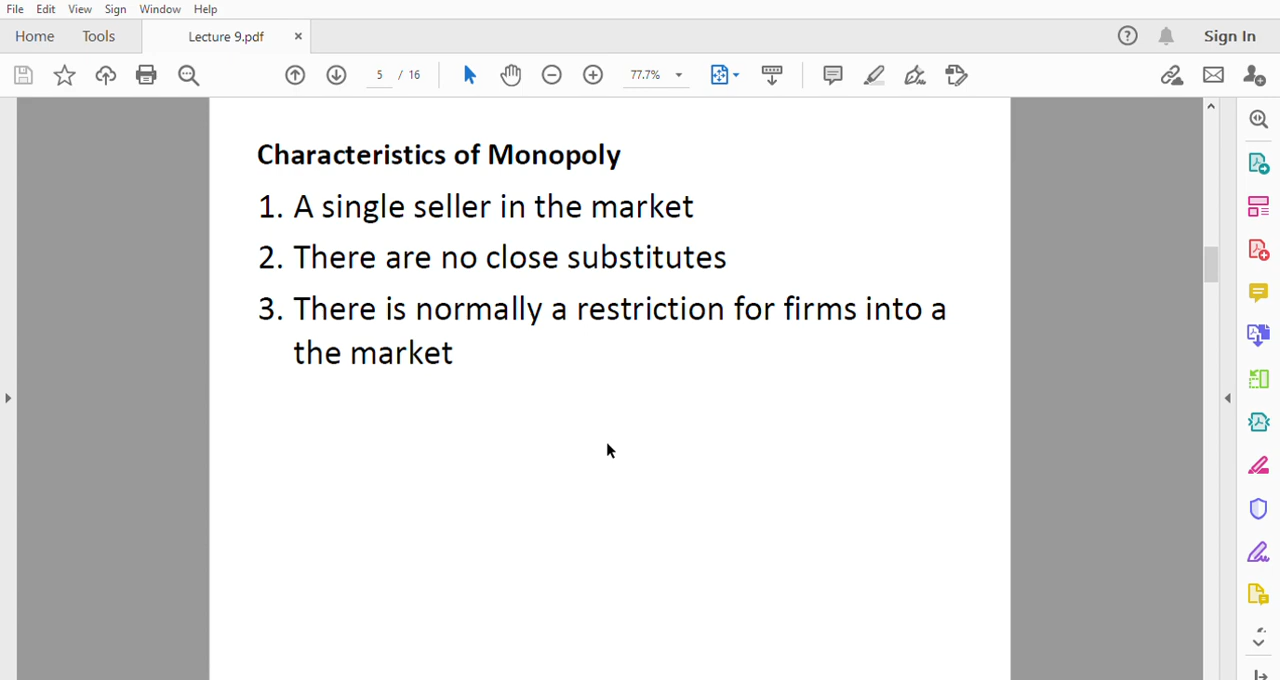 File Edit View Sign Window Help
Home Tools Lecture 9.pdf × Sign In
5 / 16 77.7%
Characteristics of Monopoly
1. A single seller in the market
2. There are no close substitutes
3. There is normally a restriction for firms into a
the market